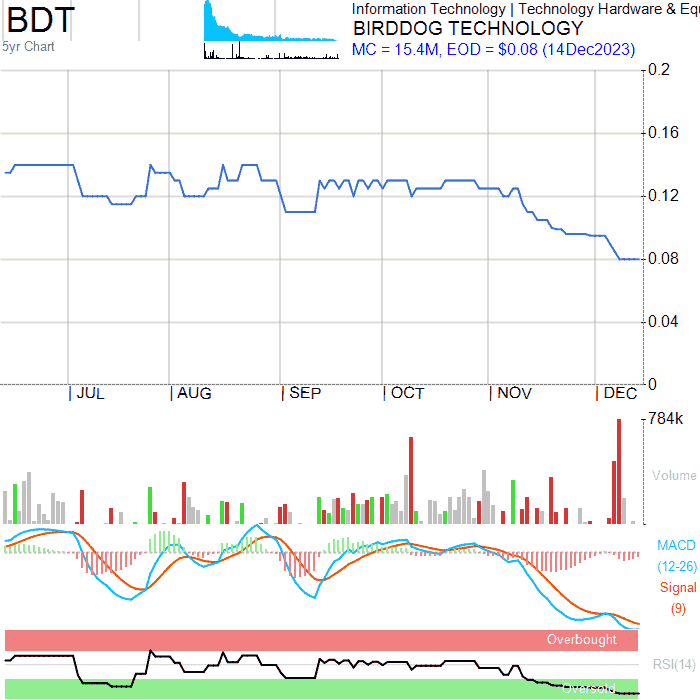 BDT
5yr Chart
Information Technology | Technology Hardware & Equ
BIRDDOG TECHNOLOGY
MC = 15.4M, EOD = $0.08 (14Dec2023)
0.2
0.16
0.12
0.08
0.04
0
JUL
AUG
SEP
OCT
NOV
DEC
784k
Volume
MACD
(12-26)
Signal
(9)
Overbought
RSI(14)
Oversold